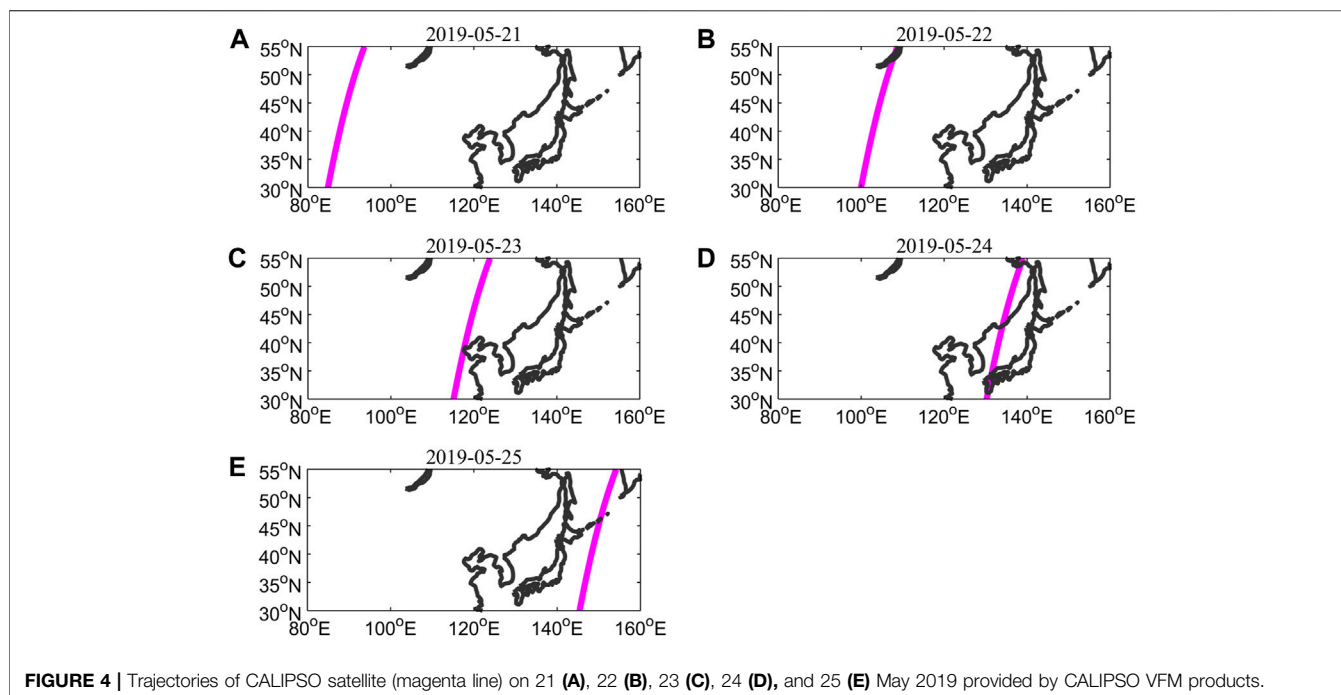 A
2019-05-21
55°N
50°N
45°N
40°N
35°N
30°N
80°E 100°E 120°E 140°E 160°E
B
2019-05-22
55°N
50°N
45°N
40°N
35°N
30°N
80°E 100°E 120°E 140°E 160°E
C
2019-05-23
55°N
50°N
45°N
40°N
35°N
30°N
80°E 100°E 120°E 140°E 160°E
D
2019-05-24
55°N
50°N
45°N
40°N
35°N
30°N
80°E 100°E 120°E 140°E 160°E
E
2019-05-25
55°N
50°N
45°N
40°N
35°N
30°N
80°E 100°E 120°E 140°E 160°E
FIGURE 4 | Trajectories of CALIPSO satellite (magenta line) on 21 (A), 22 (B), 23 (C), 24 (D), and 25 (E) May 2019 provided by CALIPSO VFM products.